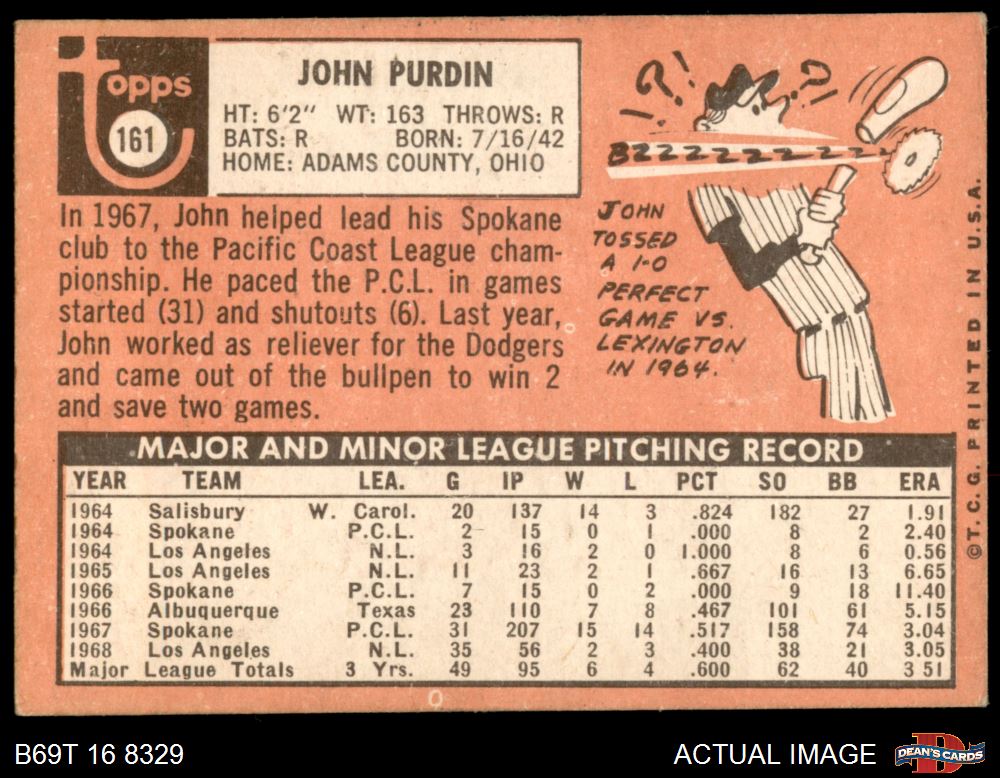 topps
161
JOHN PURDIN
HT: 6'2" WT: 163 THROWS: R
BATS: R BORN: 7/16/42
HOME: ADAMS COUNTY, OHIO
In 1967, John helped lead his Spokane
club to the Pacific Coast League cham-
pionship. He paced the P.C.L. in games
started (31) and shutouts (6). Last year,
John worked as reliever for the Dodgers
and came out of the bullpen to win 2
and save two games.
?! ?
BZZZZZZZZZZ
JOHN
TOSSED
A 1-0
PERFECT
GAME VS.
LEXINGTON
IN 1964.
MAJOR AND MINOR LEAGUE PITCHING RECORD
YEAR TEAM LEA. G IP W L PCT SO BB ERA
1964 Salisbury W. Carol. 20 137 14 3 .824 182 27 1.91
1964 Spokane P.C.L. 2 15 0 1 .000 8 2 2.40
1964 Los Angeles N.L. 3 16 2 0 1.000 8 6 0.56
1965 Los Angeles N.L. 11 23 2 1 .667 16 13 6.65
1966 Spokane P.C.L. 7 15 0 2 .000 9 18 11.40
1966 Albuquerque Texas 23 110 7 8 .467 101 61 5.15
1967 Spokane P.C.L. 31 207 15 14 .517 158 74 3.04
1968 Los Angeles N.L. 35 56 2 3 .400 38 21 3.05
Major League Totals 3 Yrs. 49 95 6 4 .600 62 40 3 51
©T.C.G. PRINTED IN U.S.A.
B69T 16 8329
ACTUAL IMAGE
D
DEAN'S CARDS